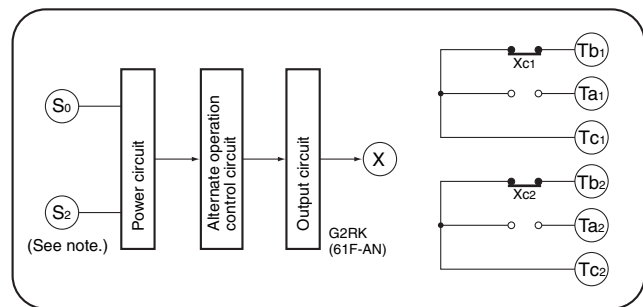 S0
S2
(See note.)
Power circuit
Alternate operation
control circuit
Output circuit
X
G2RK
(61F-AN)
Xc1
Tb1
Ta1
Tc1
Xc2
Tb2
Ta2
Tc2